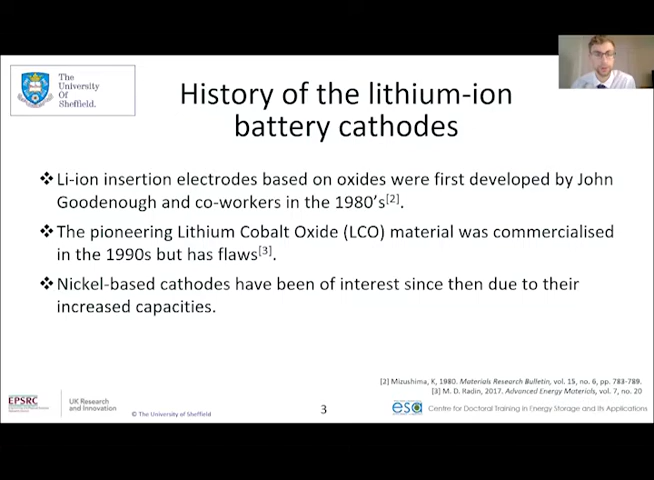 The
University
Of
Sheffield.
History of the lithium-ion
battery cathodes
❖Li-ion insertion electrodes based on oxides were first developed by John
Goodenough and co-workers in the 1980's[2].
❖The pioneering Lithium Cobalt Oxide (LCO) material was commercialised
in the 1990s but has flaws[3].
❖Nickel-based cathodes have been of interest since then due to their
increased capacities.
[2] Mizushima, K, 1980. Materials Research Bulletin, vol. 15, no. 6, pp. 783-789.
[3] M. D. Radin, 2017. Advanced Energy Materials, vol. 7, no. 20
EPSRC
UK Research
and Innovation
© The University of Sheffield
3
esa
Centre for Doctoral Training in Energy Storage and Its Applications